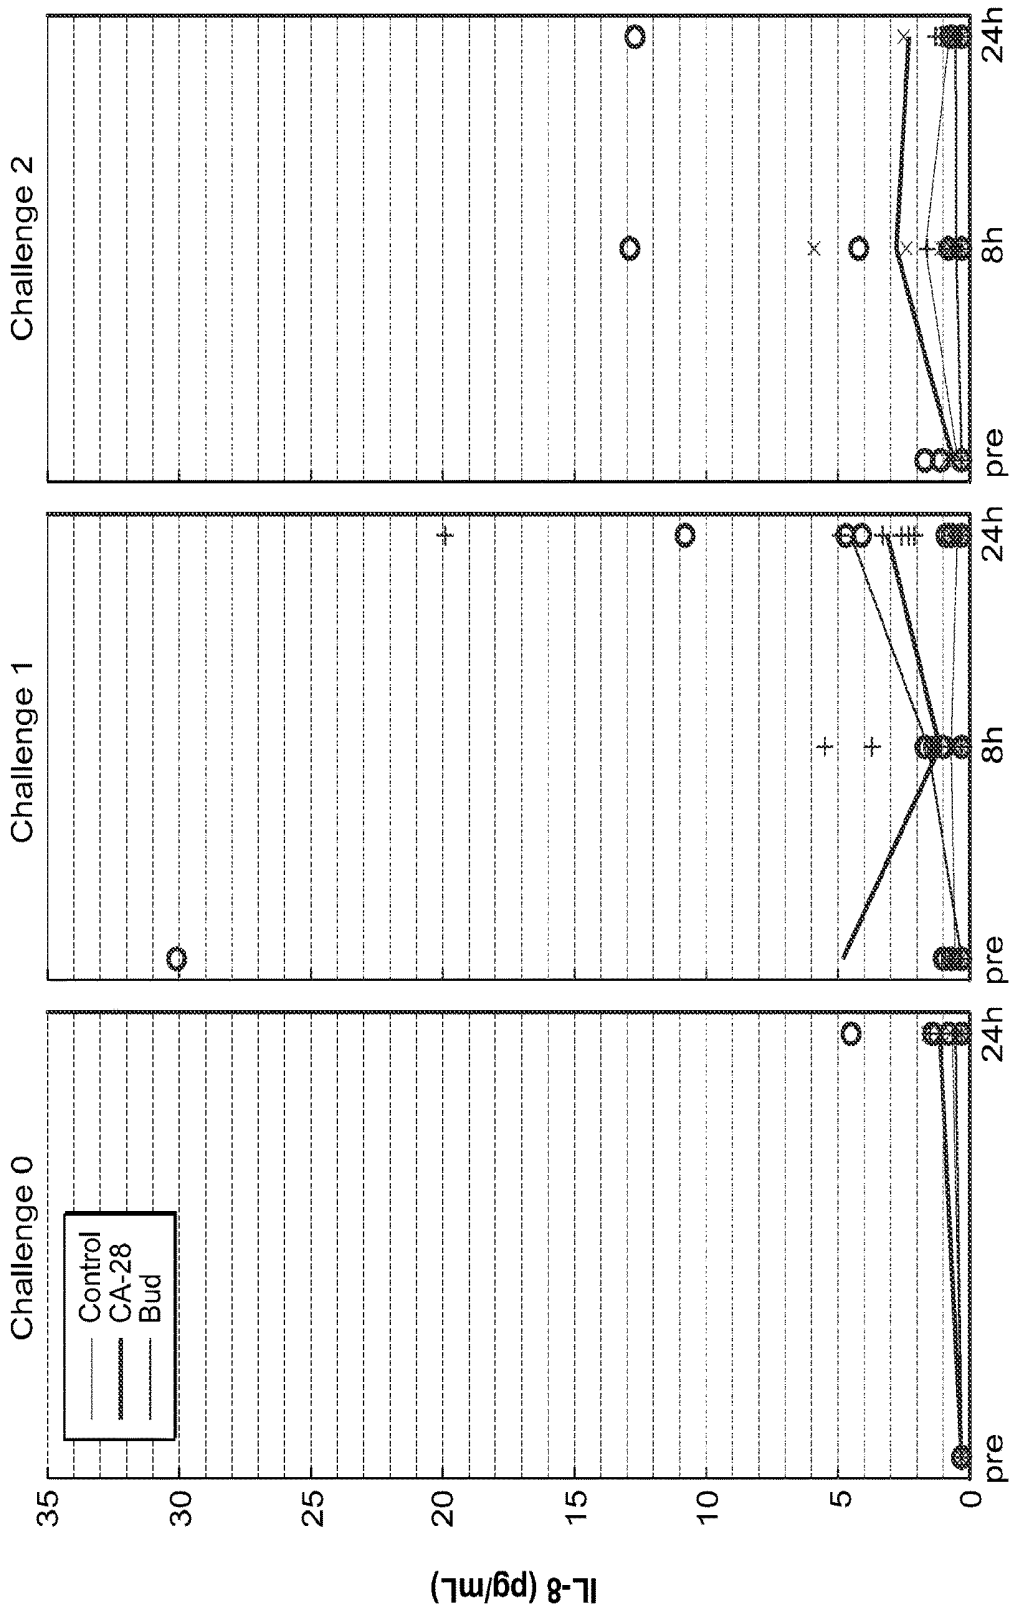 Challenge 0
Challenge 1
Challenge 2
Control
CA-28
Bud
IL-8 (pg/mL)
35
30
25
20
15
10
5
0
pre
24h
pre
8h
24h
pre
8h
24h